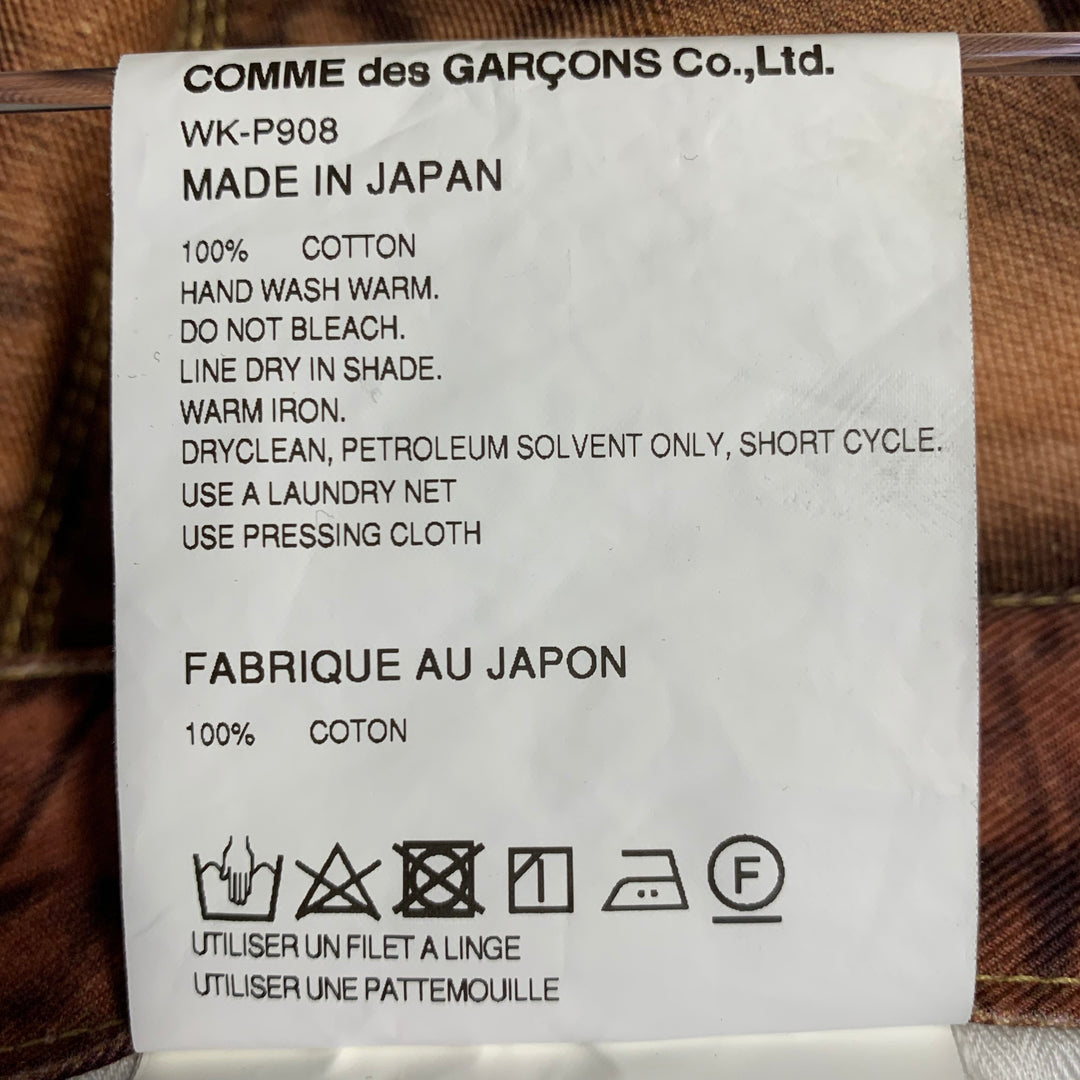 COMME des GARÇONS Co.,Ltd.
WK-P908
MADE IN JAPAN
100% COTTON
HAND WASH WARM.
DO NOT BLEACH.
LINE DRY IN SHADE.
WARM IRON.
DRYCLEAN, PETROLEUM SOLVENT ONLY, SHORT CYCLE.
USE A LAUNDRY NET
USE PRESSING CLOTH
FABRIQUE AU JAPON
100% COTON
F
UTILISER UN FILET A LINGE
UTILISER UNE PATTEMOUILLE